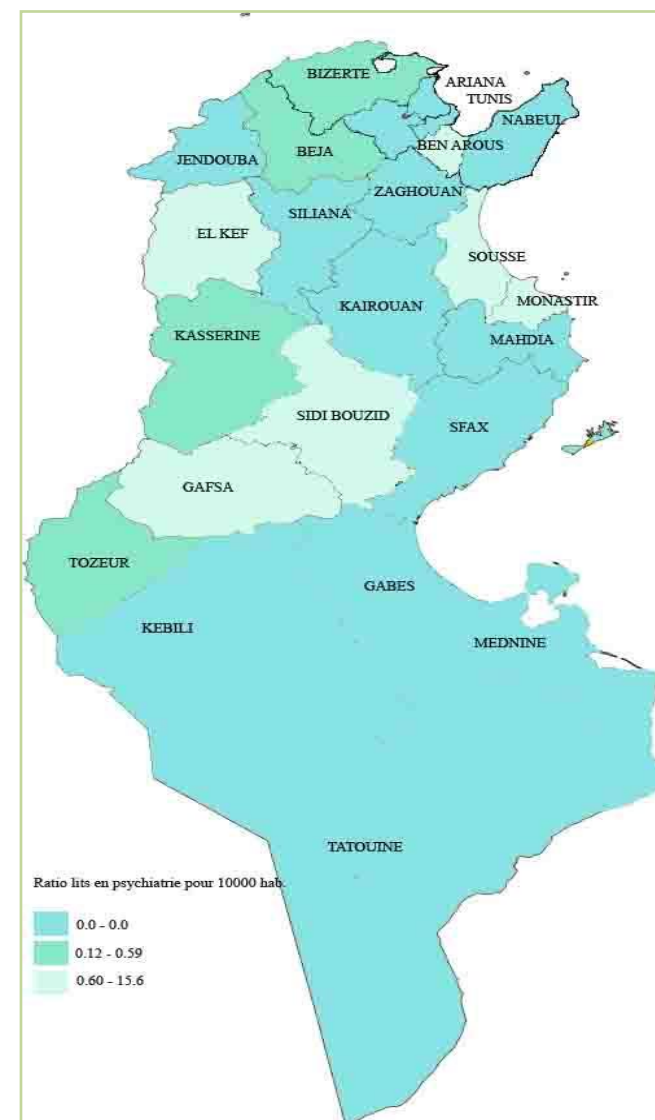 BIZERTE
ARIANA
TUNIS
NABEUL
BEN AROUS
BEJA
JENDOUBA
ZAGHOUAN
SILIANA
EL KEF
SOUSSE
MONASTIR
KAIROUAN
KASSERINE
MAHDIA
SIDI BOUZID
SFAX
GAFSA
TOZEUR
GABES
KEBILI
MEDNINE
TATOUINE
Ratio lits en psychiatrie pour 10000 hab.
0.0 - 0.0
0.12 - 0.59
0.60 - 15.6